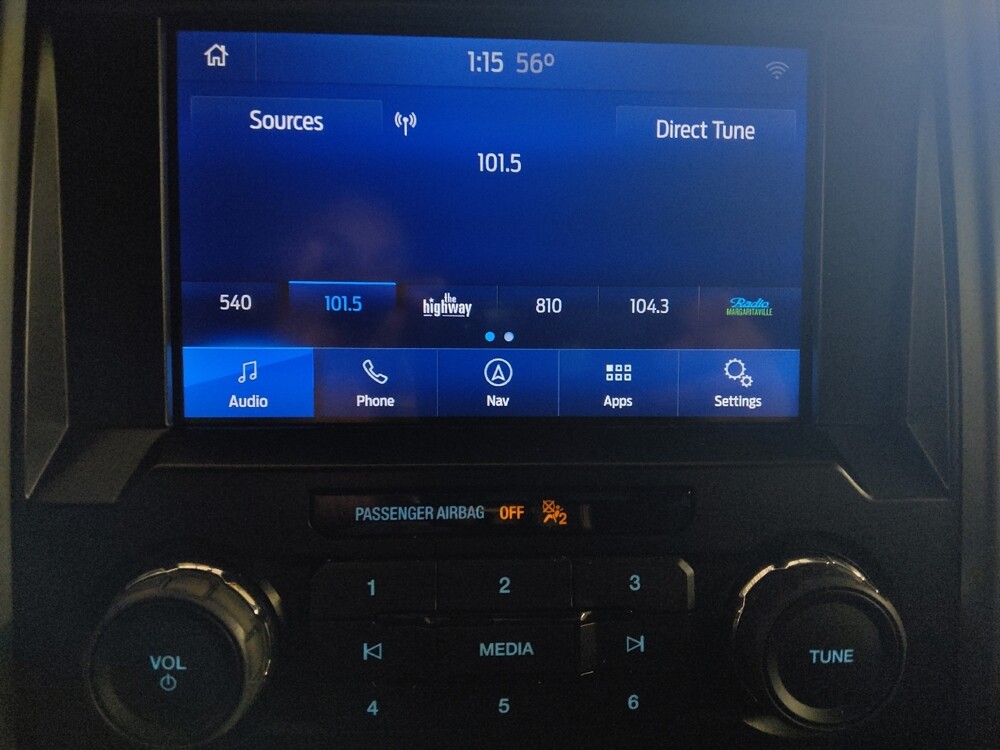 1:15 56°
Sources
Direct Tune
101.5
540 101.5 the highway 810 104.3 Radio MARGARITAVILLE
Audio Phone Nav Apps Settings
PASSENGER AIRBAG OFF 2
1 2 3
VOL MEDIA TUNE
4 5 6